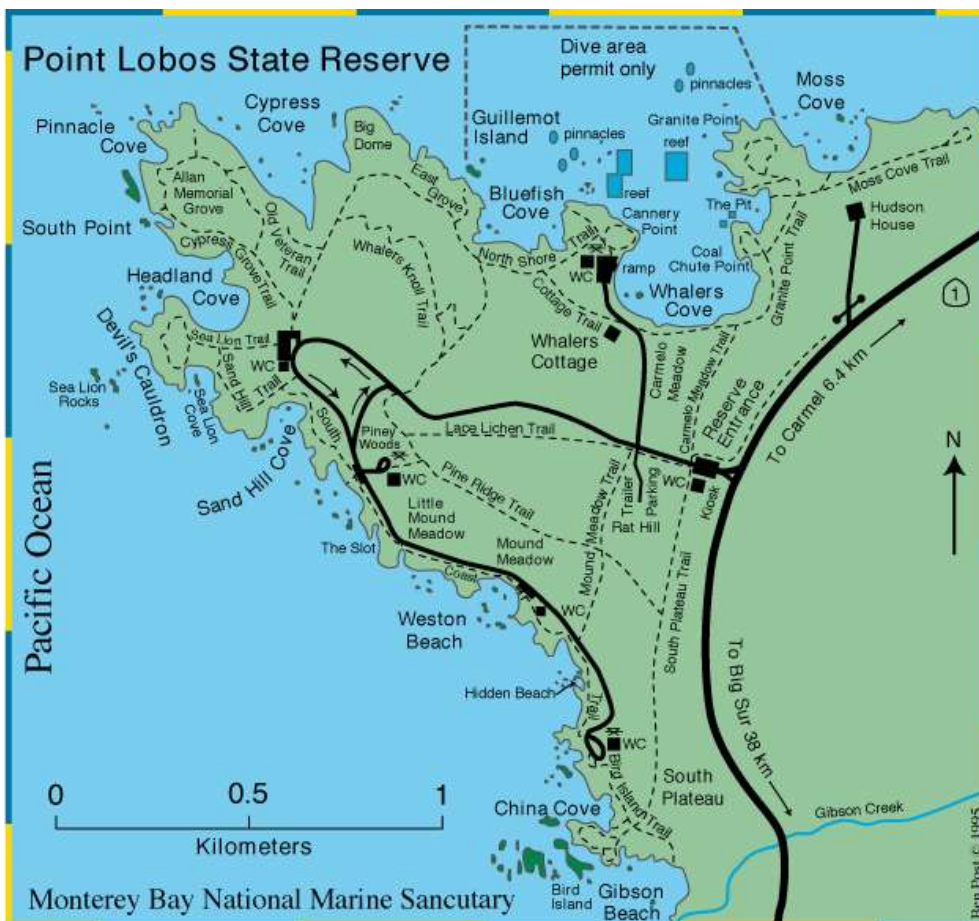 Point Lobos State Reserve
Dive area
permit only
pinnacles
Moss
Cove
Pinnacle
Cove
Cypress
Cove
Big
Dome
Guillemot
Island
pinnacles
Granite Point
reef
Moss Cove Trail
Allan
Memorial
Grove
East
Grove
Bluefish
Cove
reef
Cannery
Point
The Pit
Hudson
House
South Point
Old Veteran
Trail
Cypress
Grove Trail
Whalers Knoll Trail
North Shore
Trail
WC
ramp
Coal
Chute Point
Granite Point Trail
Headland
Cove
Cottage Trail
Whalers
Cove
1
Devil's Cauldron
Sea Lion Trail
WC
Sand Hill
Trail
Whalers
Cottage
Carmelo
Meadow
Carmelo Meadow Trail
Reserve
Entrance
To Carmel 6.4 km
Sea Lion
Rocks
Sea Lion
Cove
South
Lace Lichen Trail
N
Sand Hill Cove
Piney
Woods
WC
Pine Ridge Trail
Mound Meadow Trail
Trailer
Parking
WC
Kiosk
Rat Hill
Little
Mound
Meadow
The Slot
Mound
Meadow
Coast
South Plateau Trail
Pacific Ocean
Weston
Beach
WC
To Big Sur 38 km
Hidden Beach
Trail
WC
0
0.5
1
Kilometers
Bird Island Trail
South
Plateau
China Cove
Gibson Creek
Monterey Bay National Marine Sancutary
Bird
Island
Gibson
Beach
Post © 1995